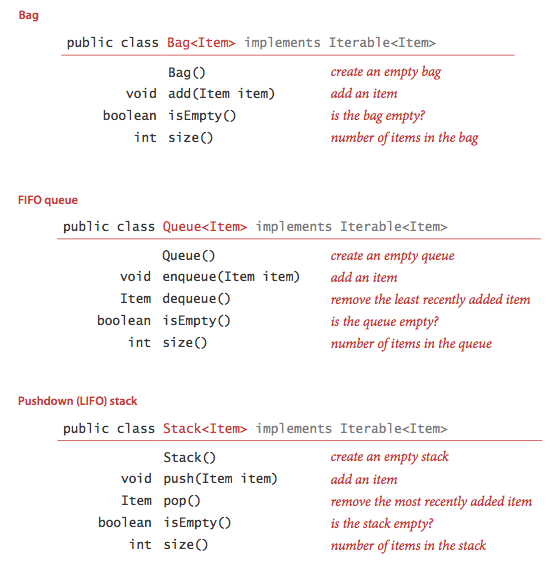 Bag
public class Bag<Item> implements Iterable<Item>
Bag() create an empty bag
void add(Item item) add an item
boolean isEmpty() is the bag empty?
int size() number of items in the bag
FIFO queue
public class Queue<Item> implements Iterable<Item>
Queue() create an empty queue
void enqueue(Item item) add an item
Item dequeue() remove the least recently added item
boolean isEmpty() is the queue empty?
int size() number of items in the queue
Pushdown (LIFO) stack
public class Stack<Item> implements Iterable<Item>
Stack() create an empty stack
void push(Item item) add an item
Item pop() remove the most recently added item
boolean isEmpty() is the stack empty?
int size() number of items in the stack